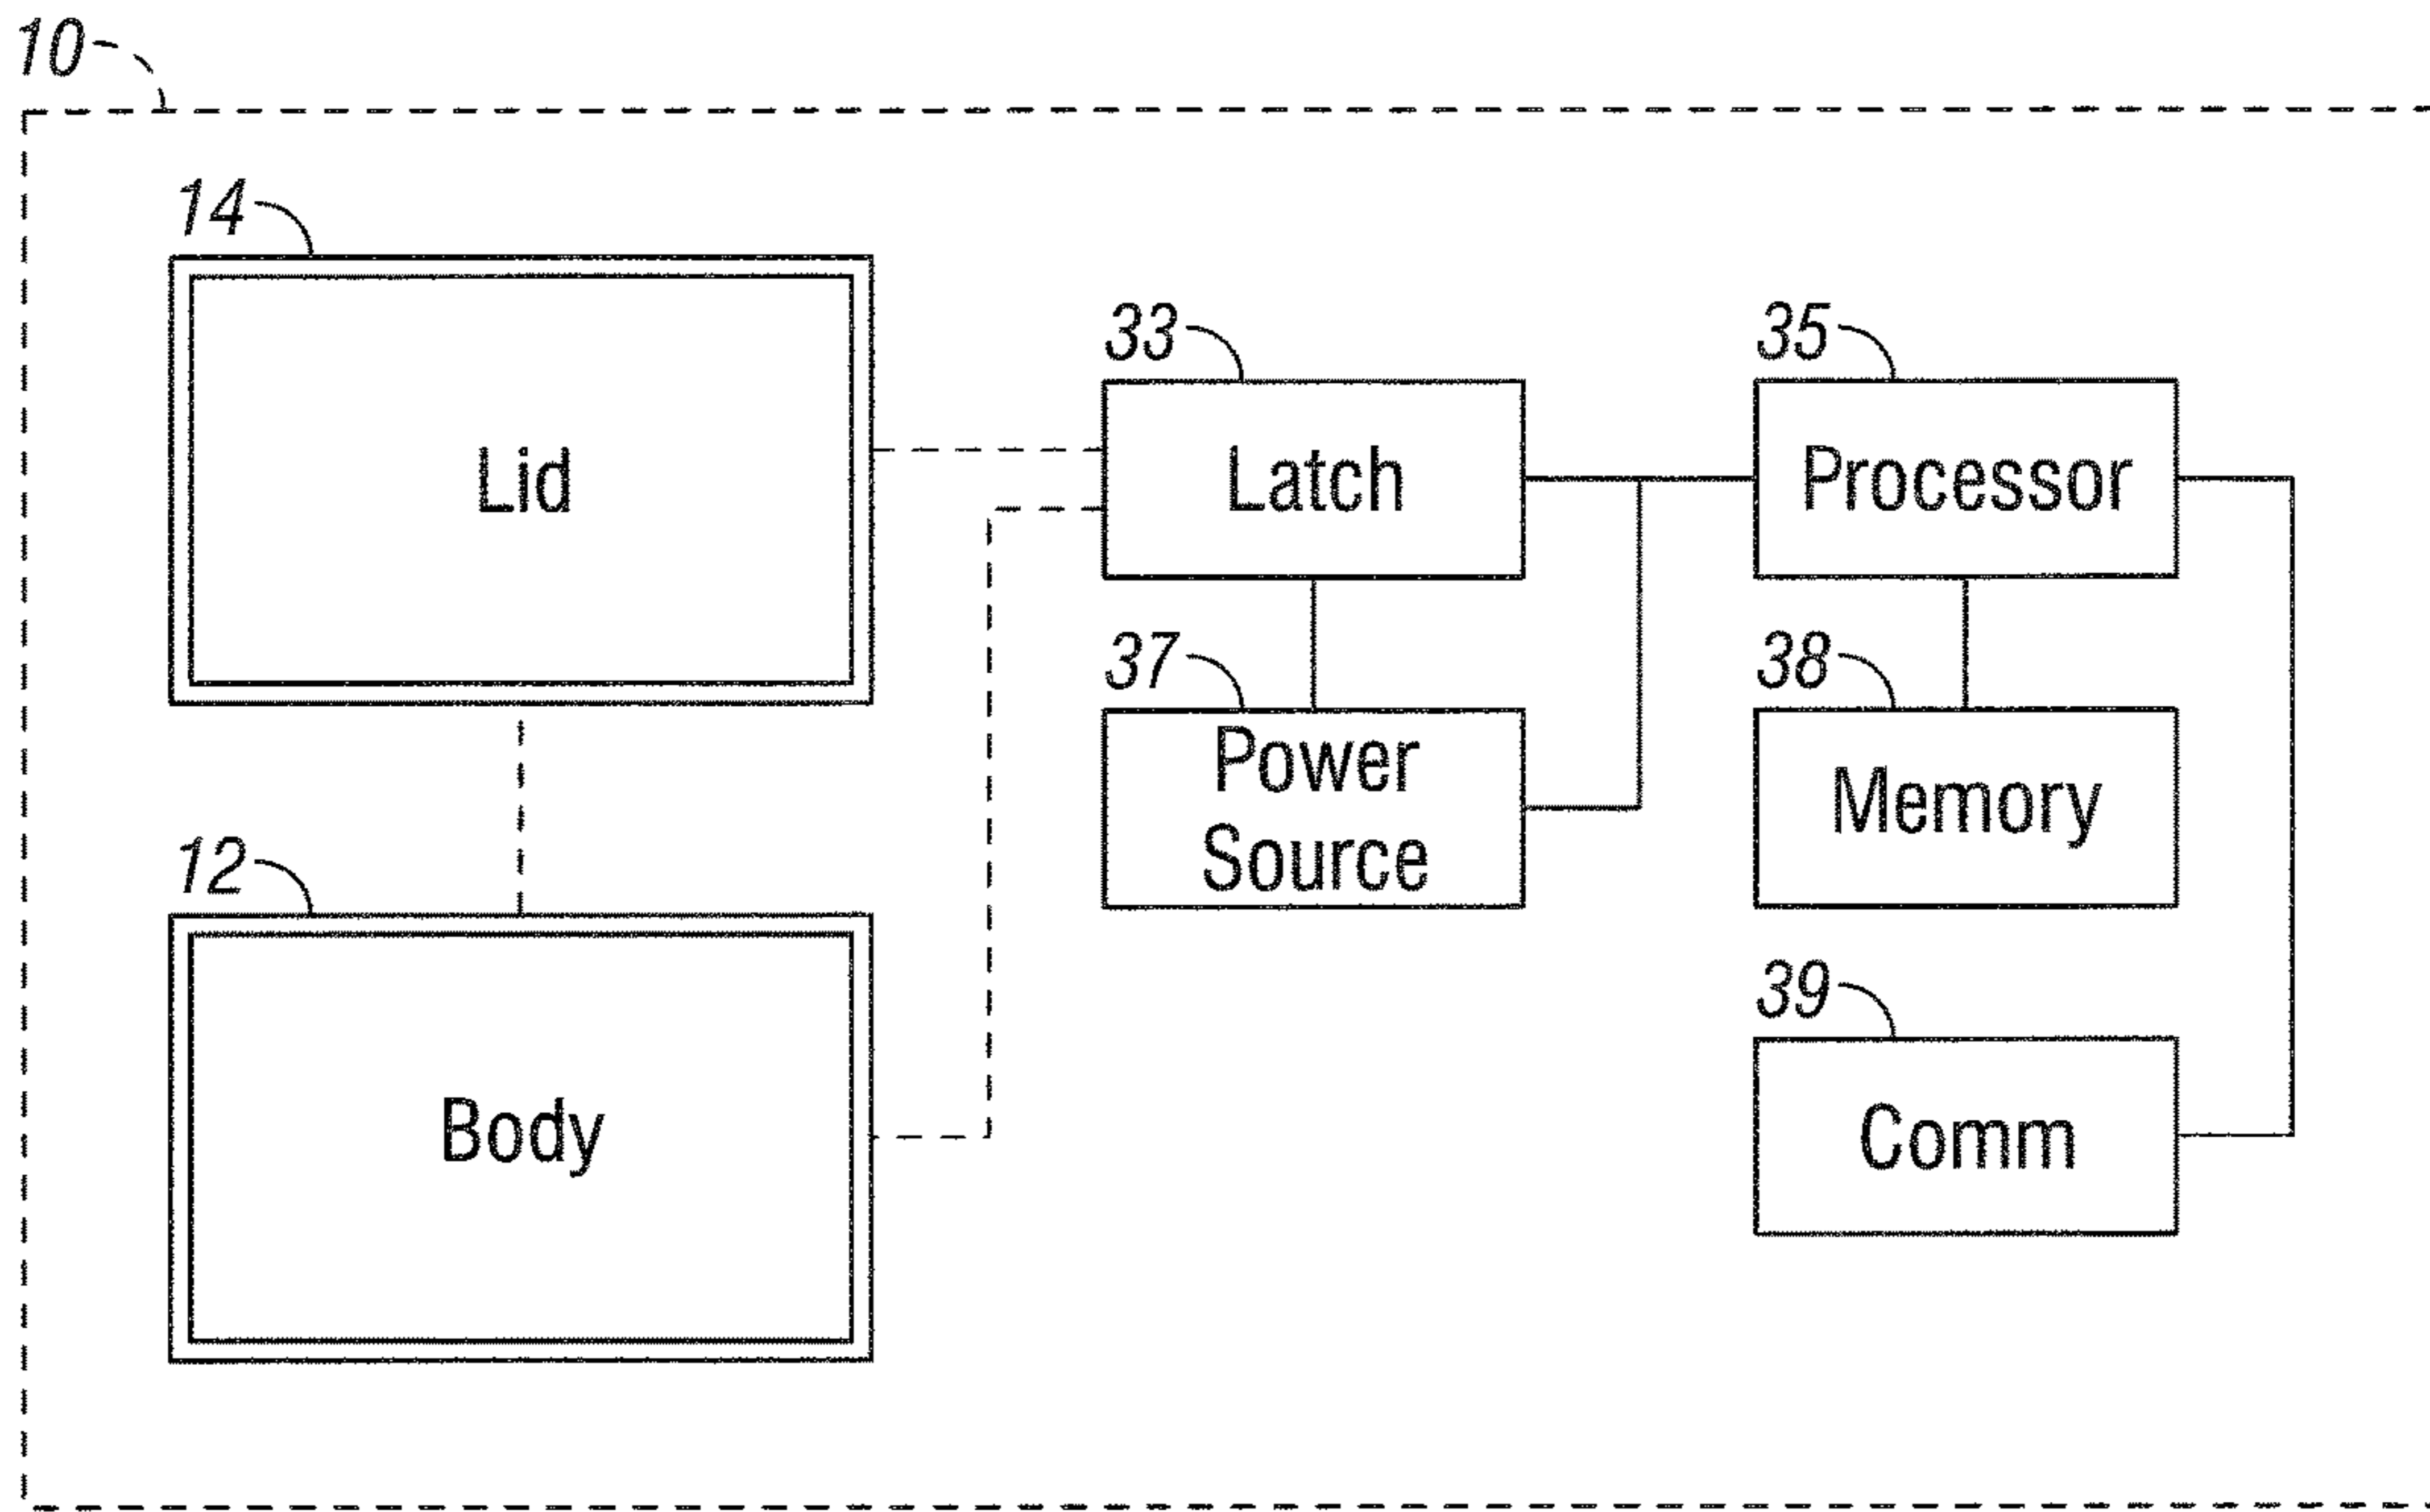 10
14
Lid
33
Latch
35
Processor
37
Power
Source
38
Memory
12
Body
39
Comm